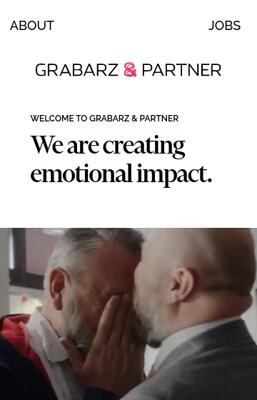 ABOUT JOBS
GRABARZ & PARTNER
WELCOME TO GRABARZ & PARTNER
We are creating
emotional impact.